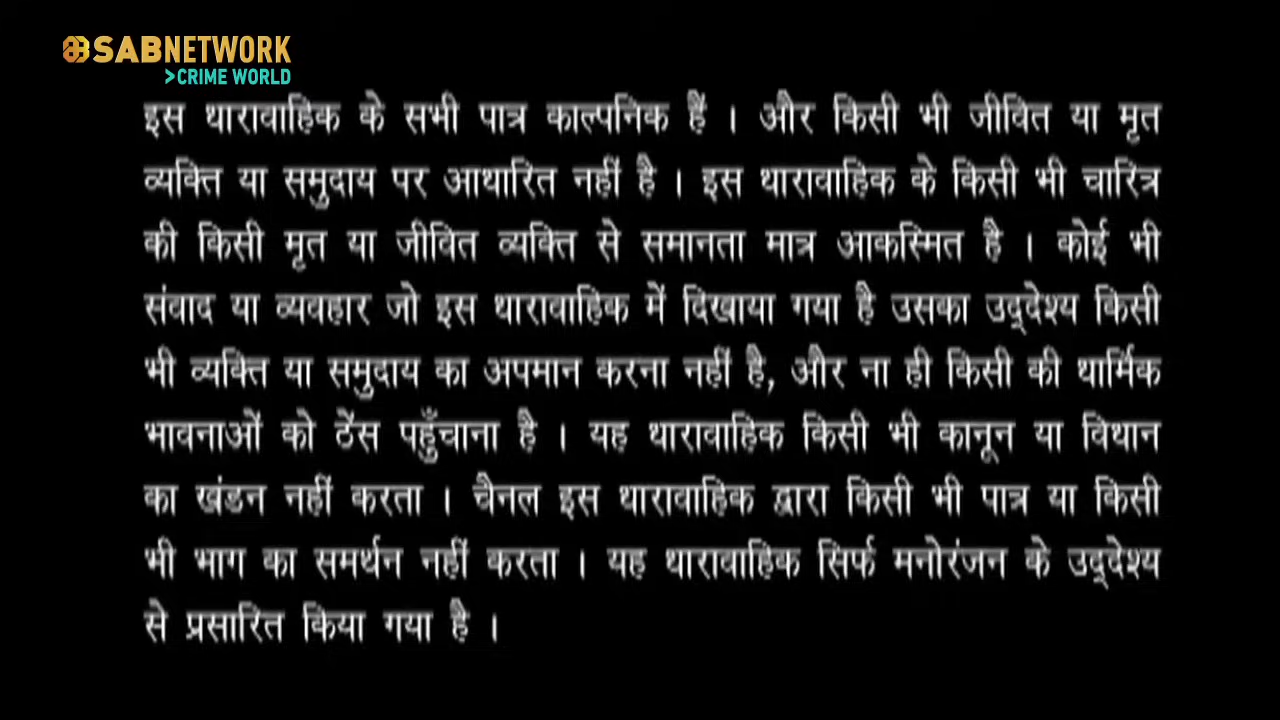 SABNETWORK
>CRIME WORLD
इस धारावाहिक के सभी पात्र काल्पनिक हैं । और किसी भी जीवित या मृत
व्यक्ति या समुदाय पर आधारित नहीं है । इस धारावाहिक के किसी भी चारित्र
की किसी मृत या जीवित व्यक्ति से समानता मात्र आकस्मित है । कोई भी
संवाद या व्यवहार जो इस धारावाहिक में दिखाया गया है उसका उद्देश्य किसी
भी व्यक्ति या समुदाय का अपमान करना नहीं है, और ना ही किसी की धार्मिक
भावनाओं को ठेंस पहुँचाना है । यह धारावाहिक किसी भी कानून या विधान
का खंडन नहीं करता । चैनल इस धारावाहिक द्वारा किसी भी पात्र या किसी
भी भाग का समर्थन नहीं करता । यह धारावाहिक सिर्फ मनोरंजन के उद्देश्य
से प्रसारित किया गया है ।